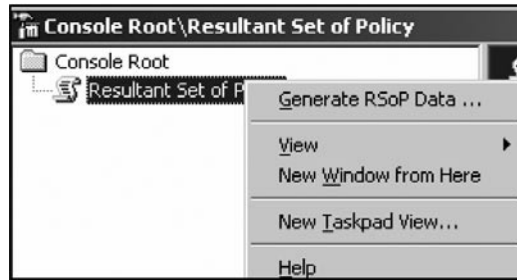 Console Root\Resultant Set of Policy
Console Root
Resultant Set of
Generate RSoP Data ...
View
New Window from Here
New Taskpad View...
Help